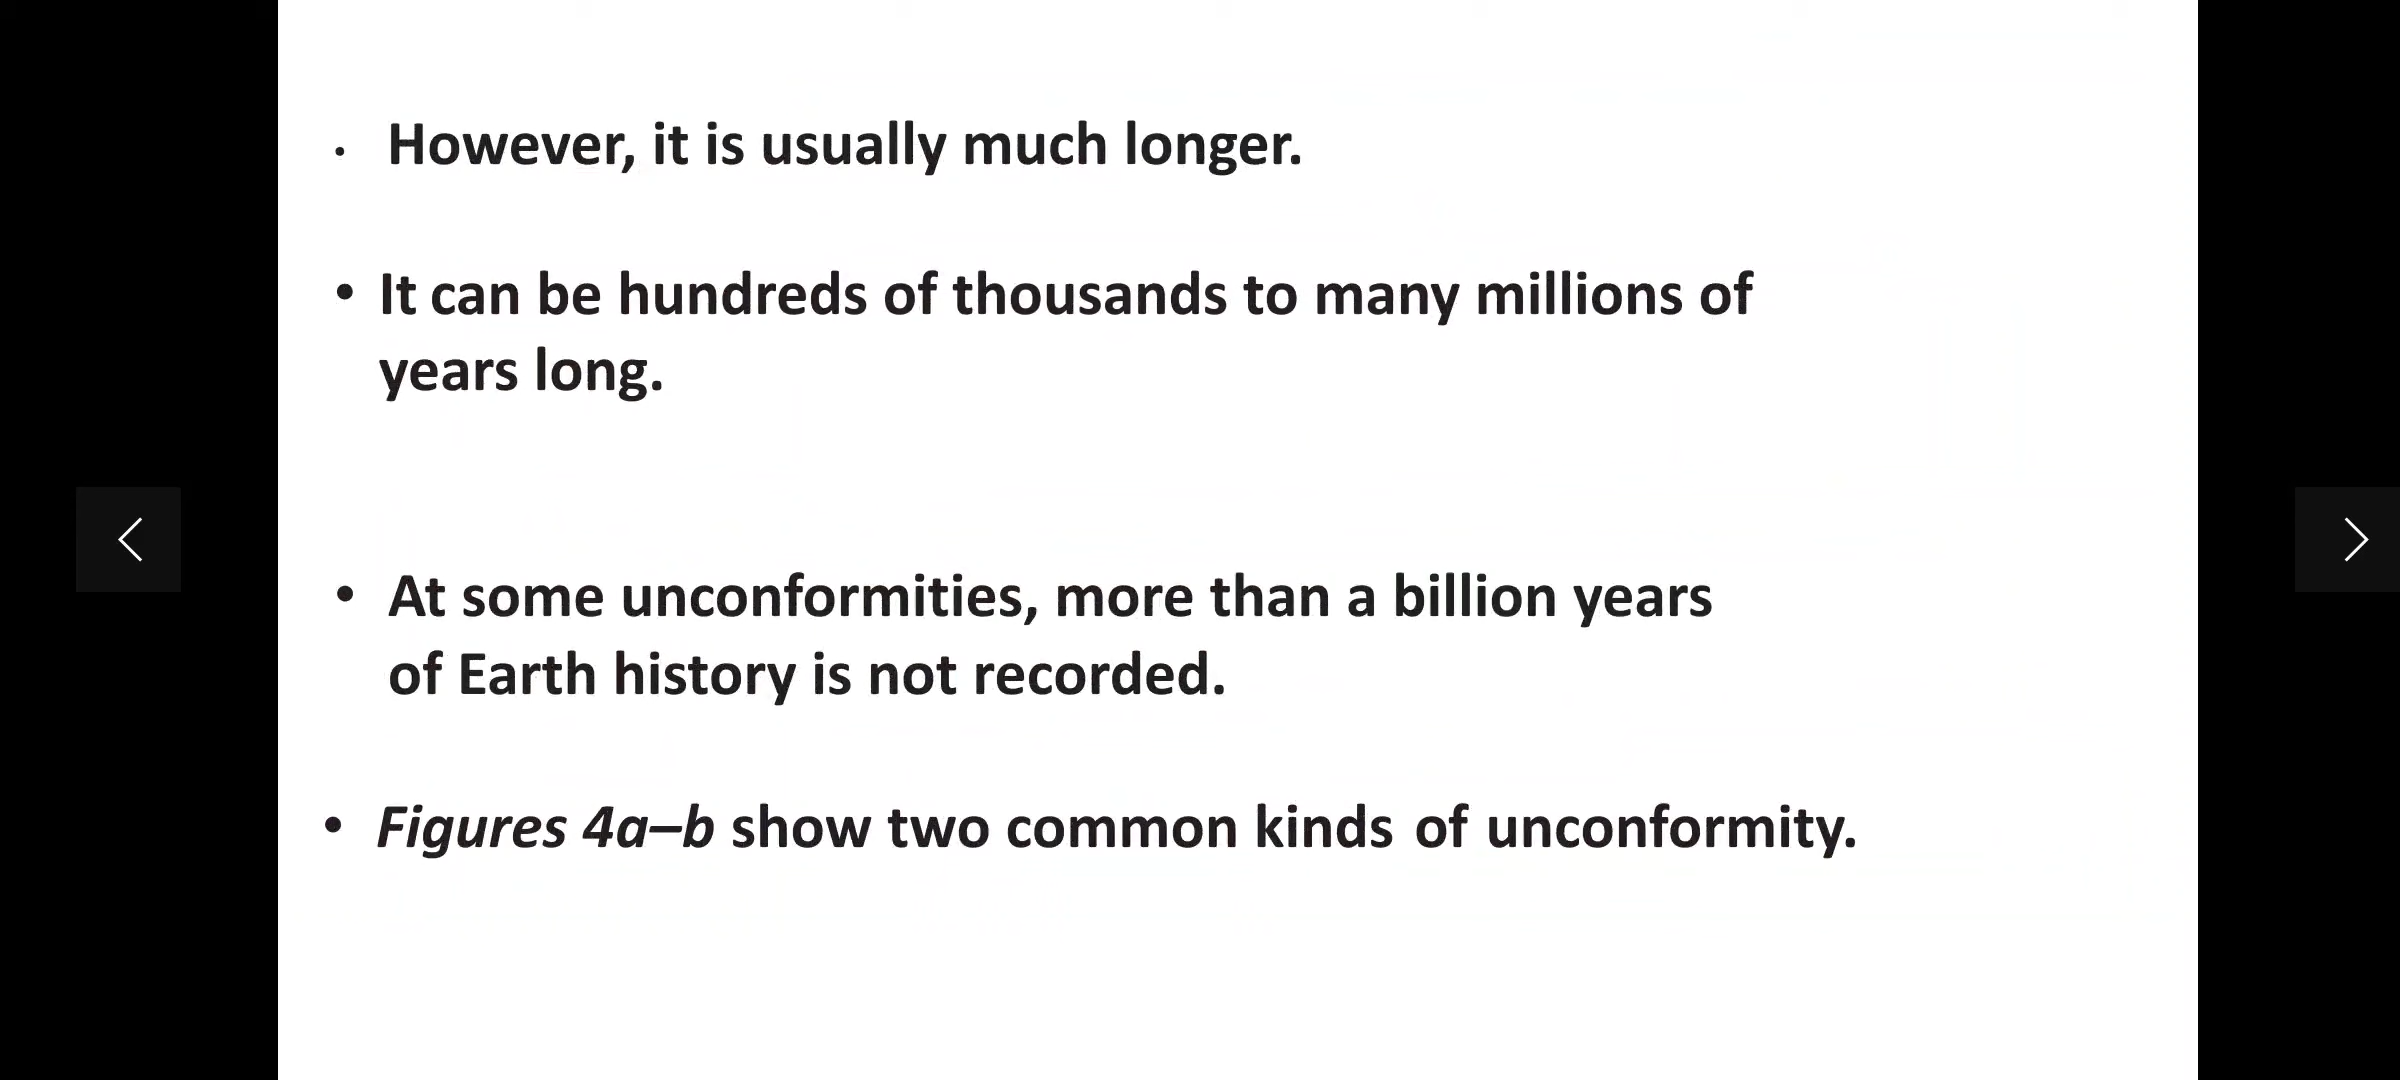 • However, it is usually much longer.
• It can be hundreds of thousands to many millions of
years long.
• At some unconformities, more than a billion years
of Earth history is not recorded.
• Figures 4a–b show two common kinds of unconformity.